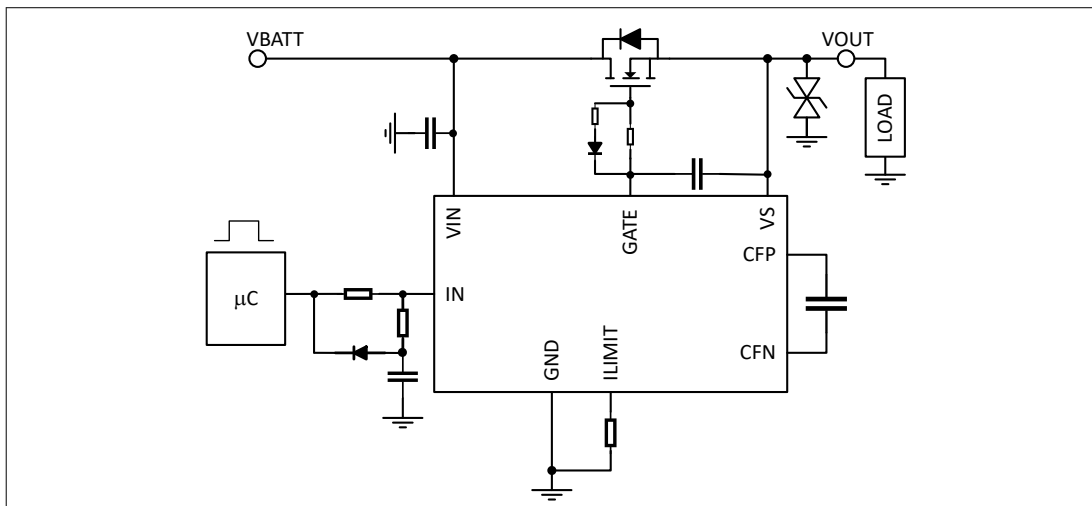 VBATT
VOUT
LOAD
VIN
GATE
VS
CFP
μC
IN
CFN
GND
ILIMIT